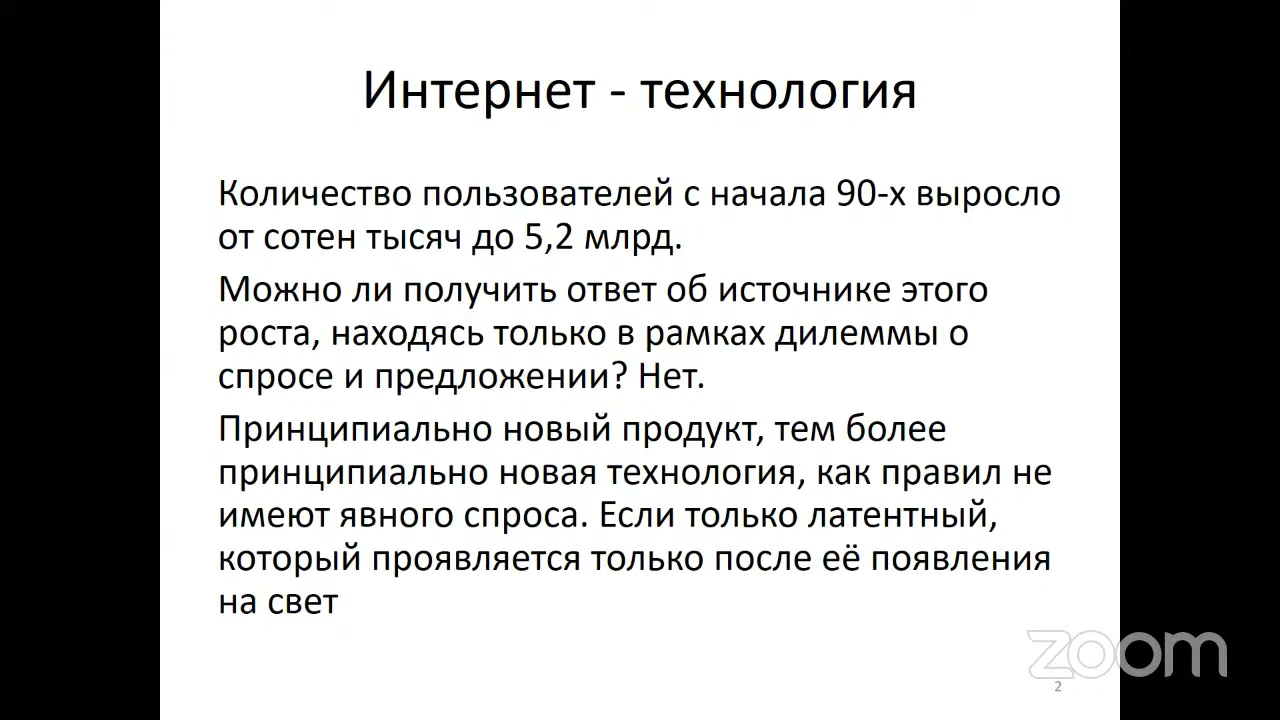 Интернет - технология
Количество пользователей с начала 90-х выросло
от сотен тысяч до 5,2 млрд.
Можно ли получить ответ об источнике этого
роста, находясь только в рамках дилеммы о
спросе и предложении? Нет.
Принципиально новый продукт, тем более
принципиально новая технология, как правил не
имеют явного спроса. Если только латентный,
который проявляется только после её появления
на свет
zoom
2